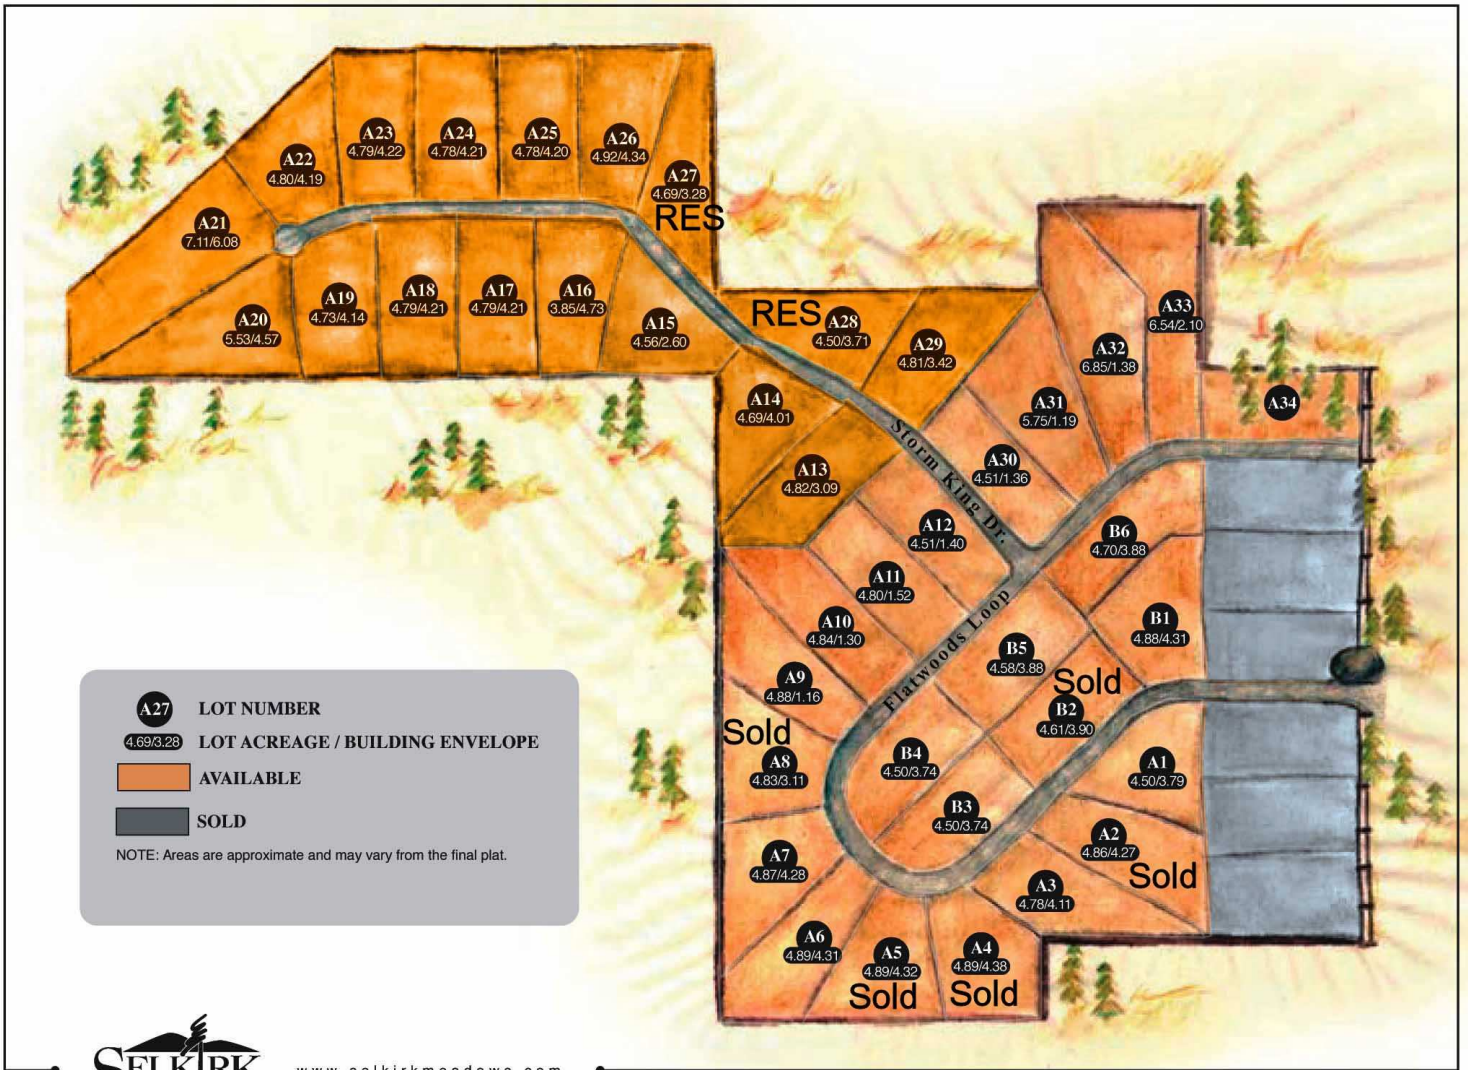 A23
4.79/4.22
A24
4.78/4.21
A25
4.78/4.20
A26
4.92/4.34
A22
4.80/4.19
A27
4.69/3.28
RES
A21
7.11/6.08
A20
5.53/4.57
A19
4.73/4.14
A18
4.79/4.21
A17
4.79/4.21
A16
3.85/4.73
A15
4.56/2.60
RES
A28
4.50/3.71
A29
4.81/3.42
A33
6.54/2.10
A32
6.85/1.38
A31
5.75/1.19
A34
A14
4.69/4.01
A13
4.82/3.09
Storm King Dr.
A30
4.51/1.36
A12
4.51/1.40
B6
4.70/3.88
A11
4.80/1.52
A10
4.84/1.30
Flatwoods Loop
B1
4.88/4.31
B5
4.58/3.88
A9
4.88/1.16
Sold
B2
4.61/3.90
Sold
A8
4.83/3.11
B4
4.50/3.74
A1
4.50/3.79
B3
4.50/3.74
A2
4.86/4.27
Sold
A7
4.87/4.28
A3
4.78/4.11
A6
4.89/4.31
A5
4.89/4.32
Sold
A4
4.89/4.38
Sold
A27 LOT NUMBER
4.69/3.28 LOT ACREAGE / BUILDING ENVELOPE
AVAILABLE
SOLD
NOTE: Areas are approximate and may vary from the final plat.
SELKIRK
www.selkirkmeadows.com